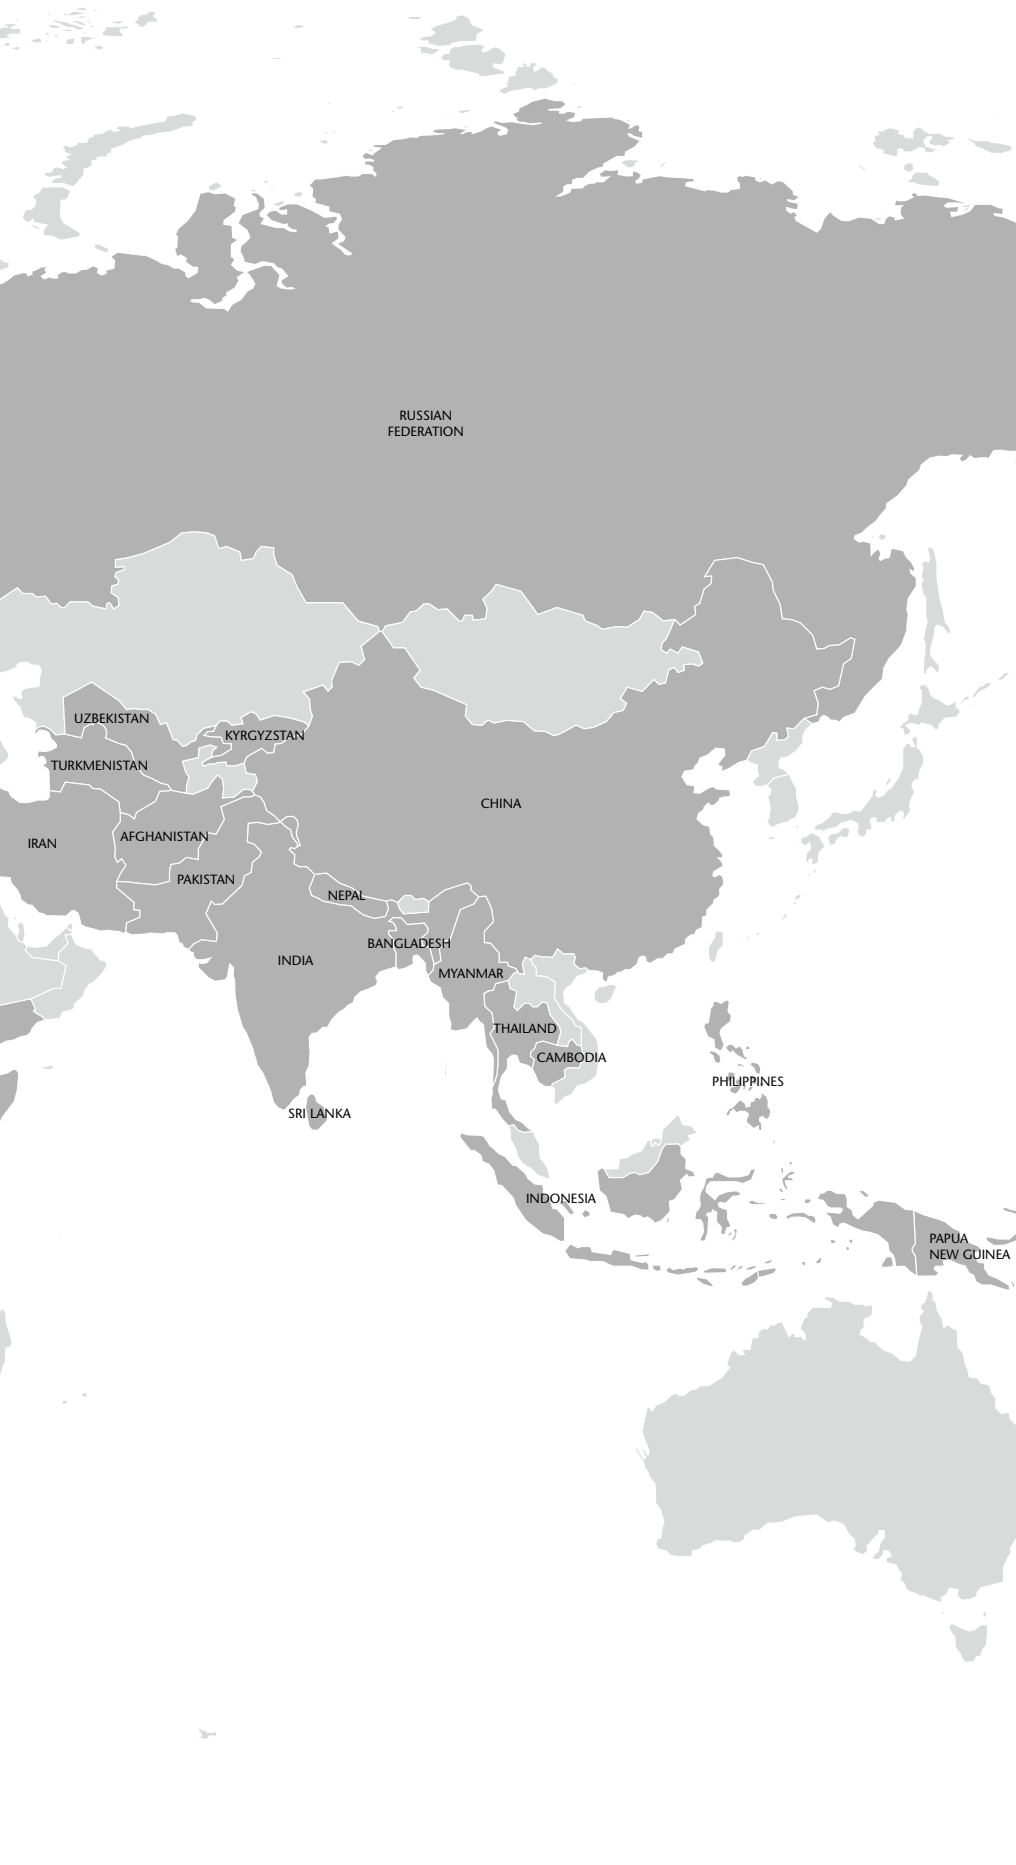 RUSSIAN
FEDERATION
UZBEKISTAN
KYRGYZSTAN
TURKMENISTAN
CHINA
AFGHANISTAN
IRAN
PAKISTAN
NEPAL
BANGLADESH
INDIA
MYANMAR
THAILAND
CAMBODIA
PHILIPPINES
SRI LANKA
INDONESIA
PAPUA
NEW GUINEA